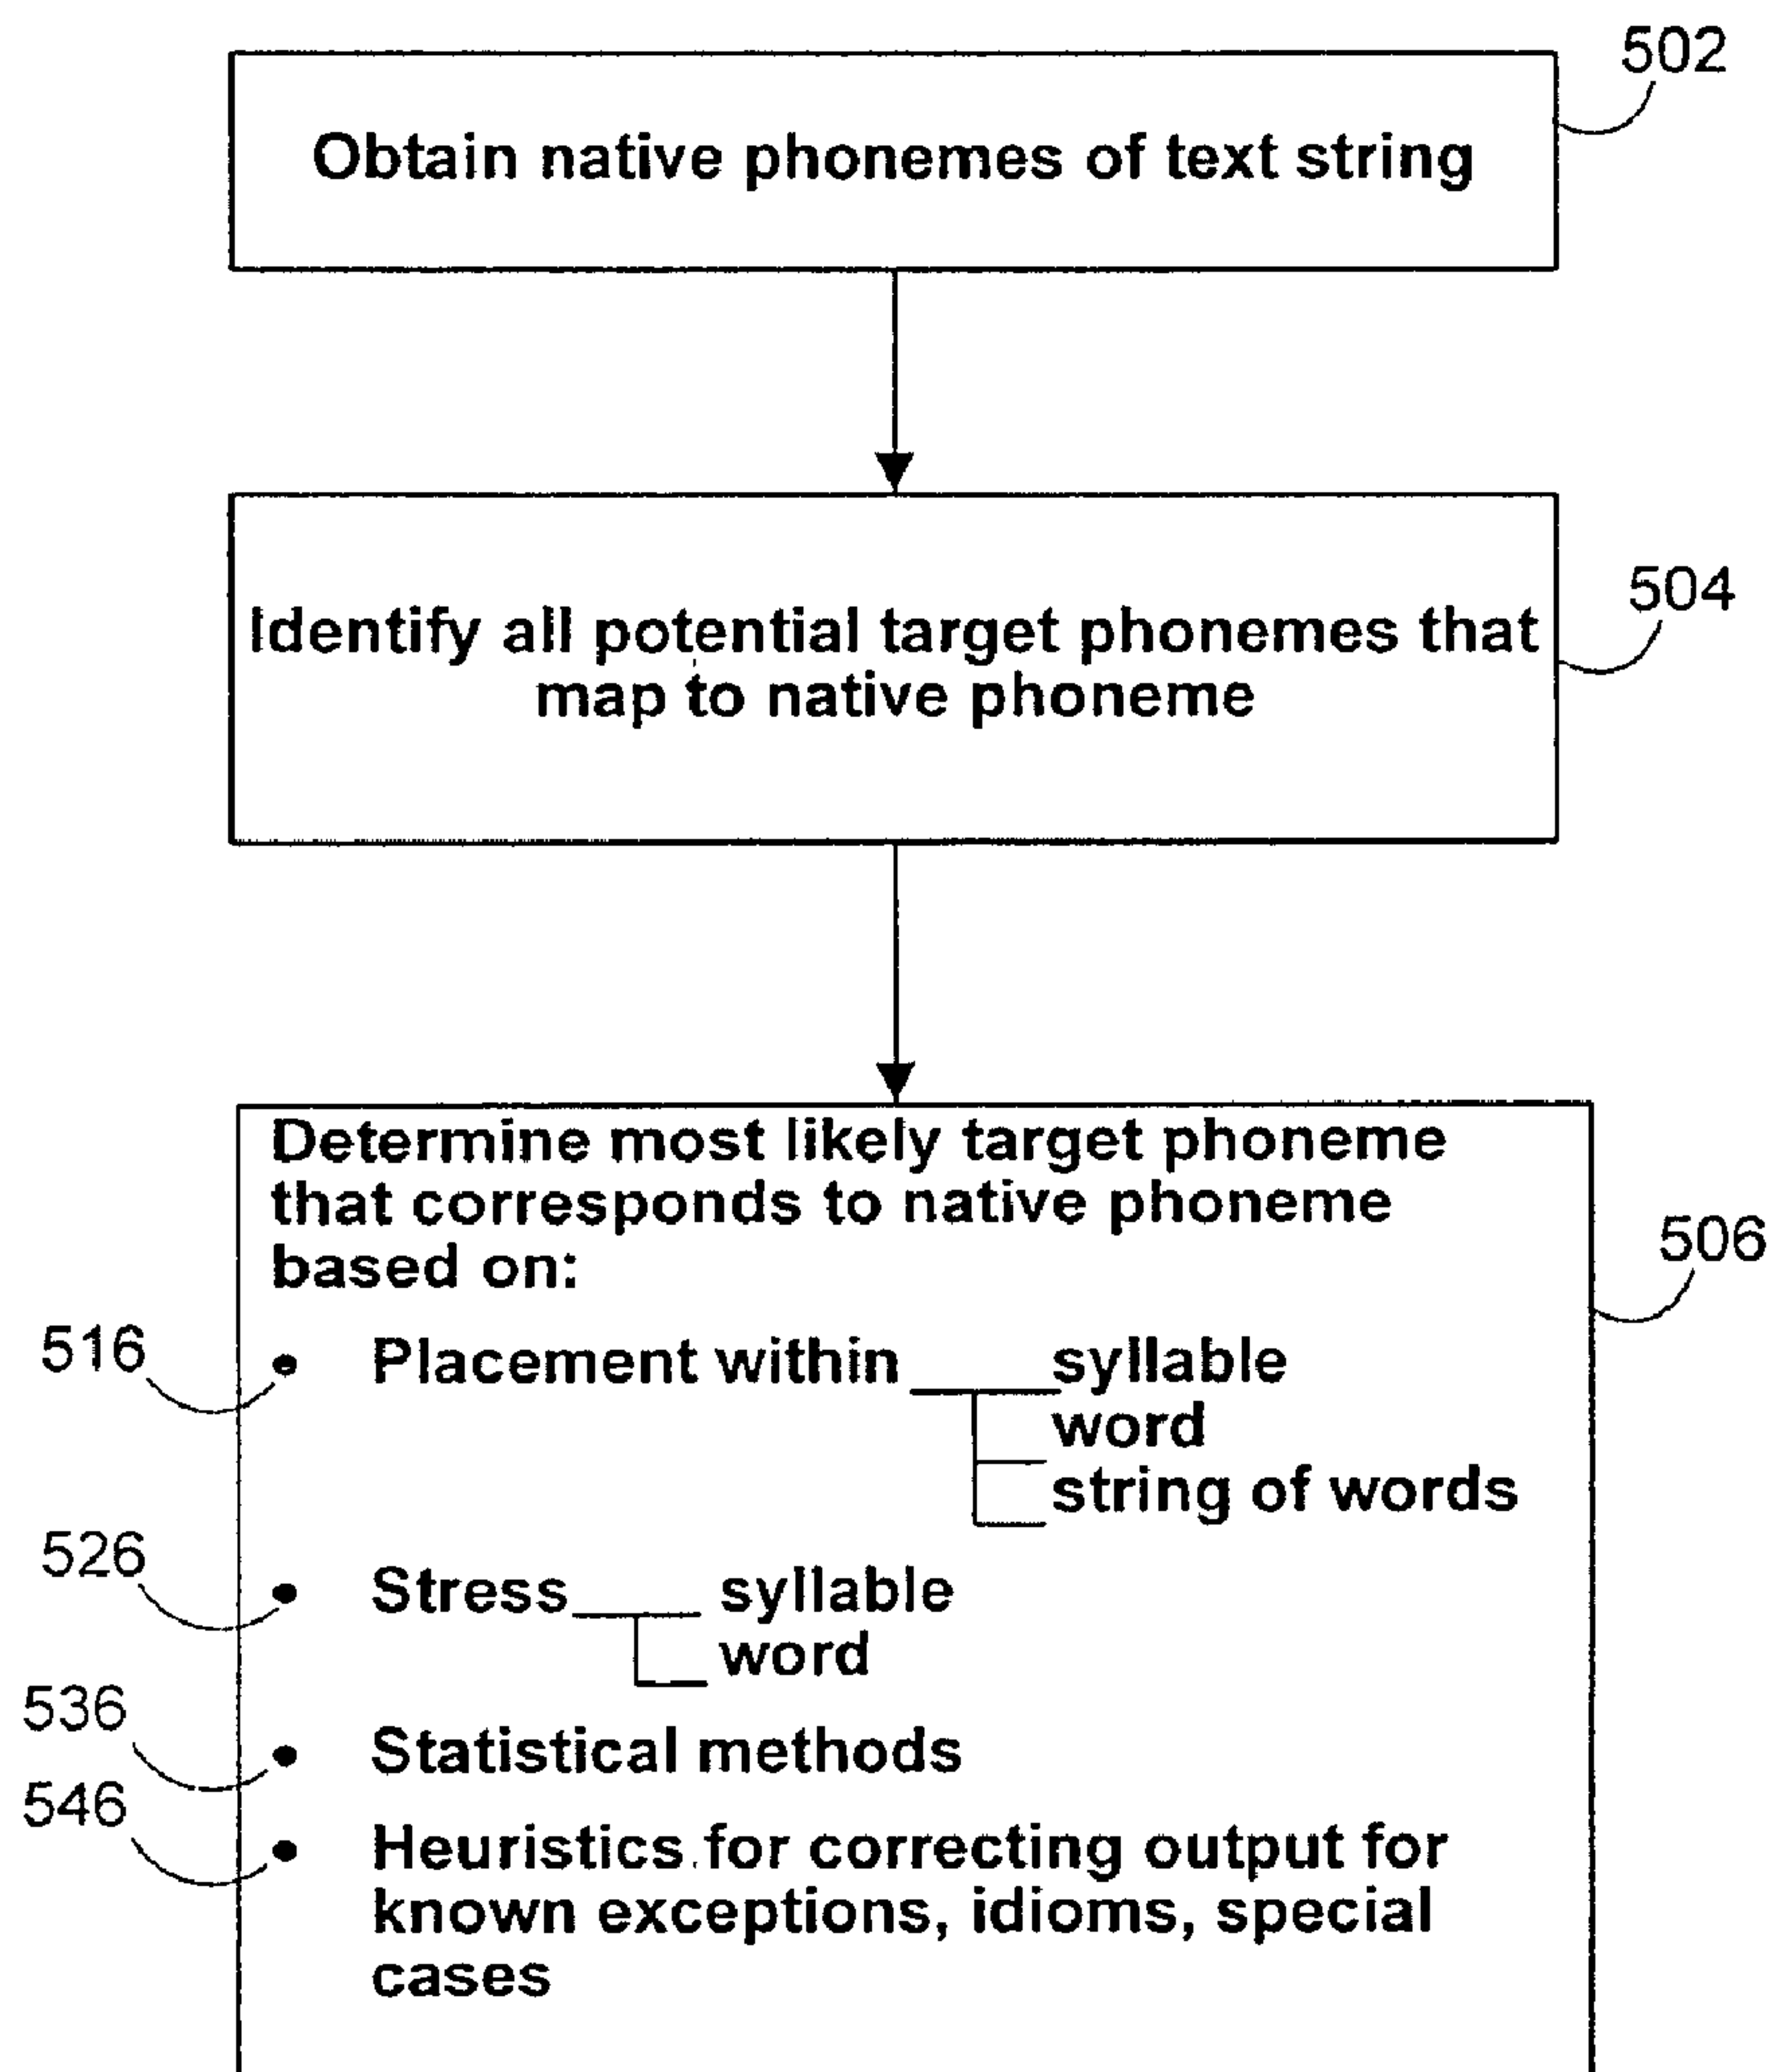 502
Obtain native phonemes of text string
504
Identify all potential target phonemes that
map to native phoneme
506
Determine most likely target phoneme
that corresponds to native phoneme
based on:
516
• Placement within syllable
word
string of words
526
• Stress syllable
word
536
• Statistical methods
546
• Heuristics for correcting output for
known exceptions, idioms, special
cases